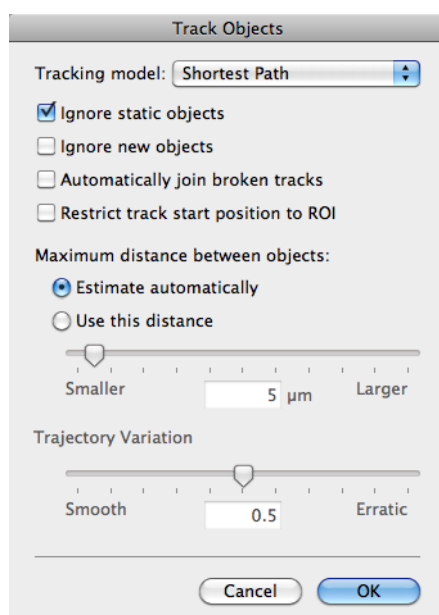 Track Objects
Tracking model: Shortest Path
Ignore static objects
Ignore new objects
Automatically join broken tracks
Restrict track start position to ROI
Maximum distance between objects:
Estimate automatically
Use this distance
Smaller 5 µm Larger
Trajectory Variation
Smooth 0.5 Erratic
Cancel OK